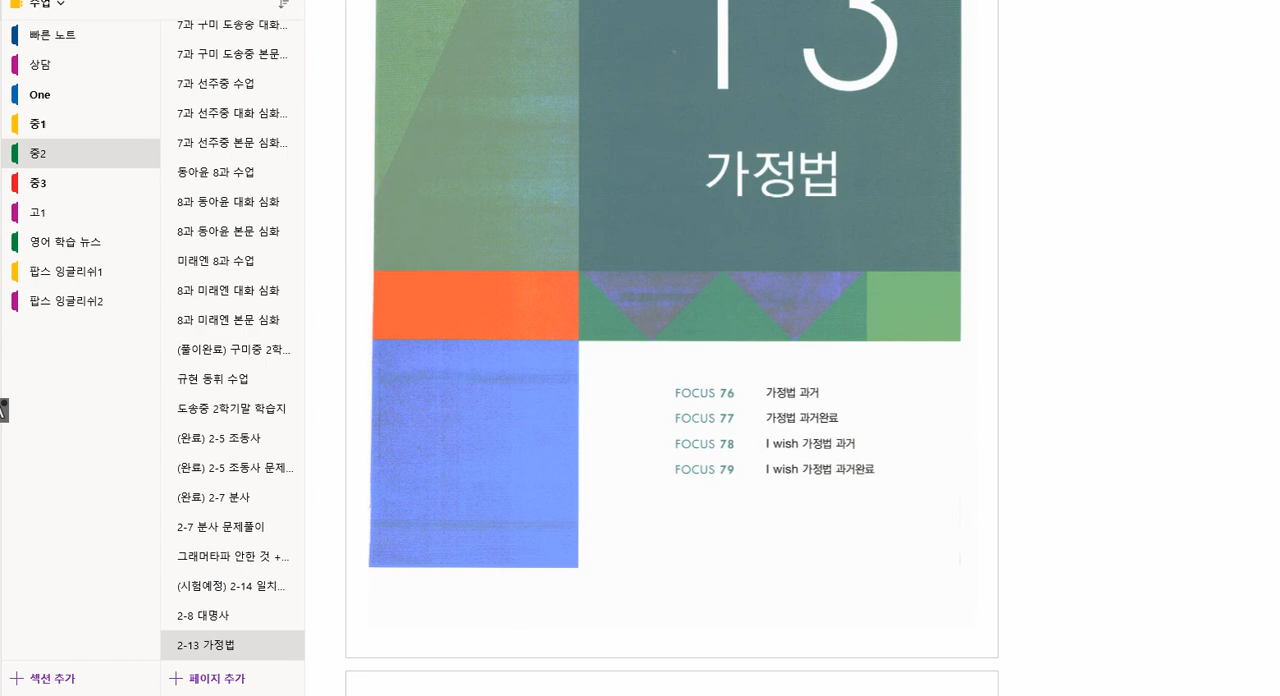 수업
빠른 노트
상담
One
중1
중2
중3
고1
영어 학습 뉴스
팝스 잉글리쉬1
팝스 잉글리쉬2
섹션 추가
7과 구미 도송중 대화...
7과 구미 도송중 본문...
7과 선주중 수업
7과 선주중 대화 심화...
7과 선주중 본문 심화...
동아윤 8과 수업
8과 동아윤 대화 심화
8과 동아윤 본문 심화
미래엔 8과 수업
8과 미래엔 대화 심화
8과 미래엔 본문 심화
(풀이완료) 구미중 2학...
규현 동휘 수업
도송중 2학기말 학습지
(완료) 2-5 조동사
(완료) 2-5 조동사 문제...
(완료) 2-7 분사
2-7 분사 문제풀이
그래머타파 안한 것 +...
(시험예정) 2-14 일치...
2-8 대명사
2-13 가정법
페이지 추가
13
가정법
FOCUS 76 가정법 과거
FOCUS 77 가정법 과거완료
FOCUS 78 I wish 가정법 과거
FOCUS 79 I wish 가정법 과거완료